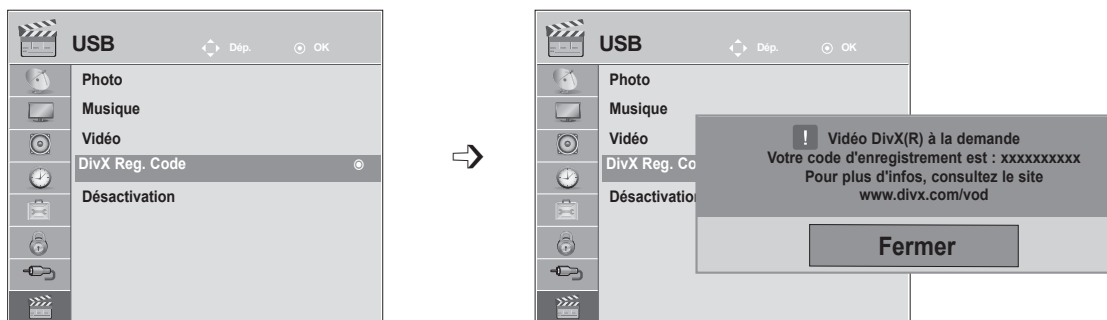 USB
Dép.
OK
Photo
Musique
Vidéo
DivX Reg. Code
Désactivation
USB
Dép.
OK
Photo
Musique
Vidéo
DivX Reg. Co
Désactivation
! Vidéo DivX(R) à la demande
Votre code d'enregistrement est : xxxxxxxxxx
Pour plus d'infos, consultez le site
www.divx.com/vod
Fermer